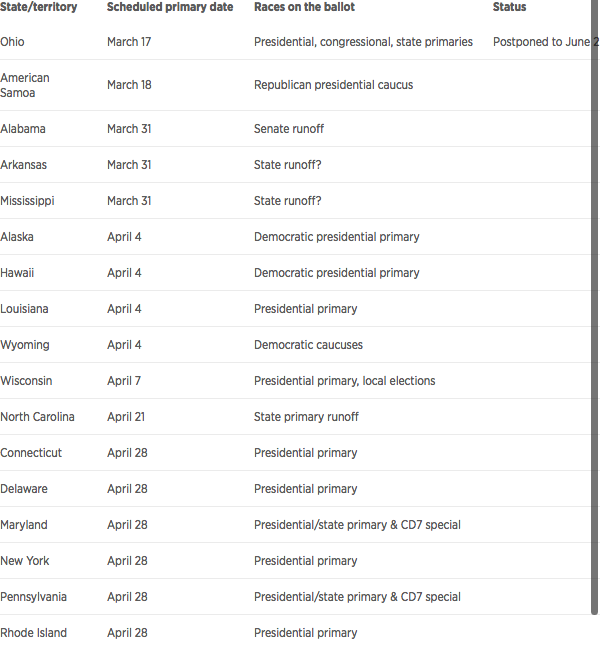 State/territory Scheduled primary date Races on the ballot Status
Ohio March 17 Presidential, congressional, state primaries Postponed to June 2
American
Samoa March 18 Republican presidential caucus
Alabama March 31 Senate runoff
Arkansas March 31 State runoff?
Mississippi March 31 State runoff?
Alaska April 4 Democratic presidential primary
Hawaii April 4 Democratic presidential primary
Louisiana April 4 Presidential primary
Wyoming April 4 Democratic caucuses
Wisconsin April 7 Presidential primary, local elections
North Carolina April 21 State primary runoff
Connecticut April 28 Presidential primary
Delaware April 28 Presidential primary
Maryland April 28 Presidential/state primary & CD7 special
New York April 28 Presidential primary
Pennsylvania April 28 Presidential/state primary & CD7 special
Rhode Island April 28 Presidential primary